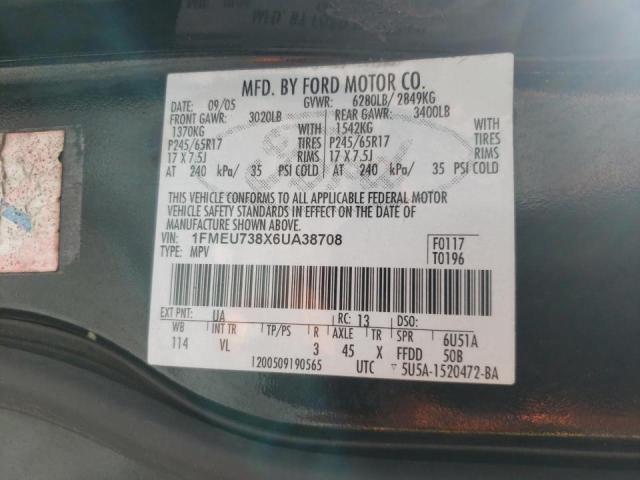 MFD. BY FORD MOTOR CO.
DATE: 09/05 GVWR: 6280LB/ 2849KG
FRONT GAWR: 3020LB REAR GAWR: 3400LB
1370KG WITH 1542KG WITH
P245/65R17 TIRES P245/65R17 TIRES
17 X 7.5J RIMS 17 X 7.5J RIMS
AT 240 kPa/ 35 PSI COLD AT 240 kPa/ 35 PSI COLD
THIS VEHICLE CONFORMS TO ALL APPLICABLE FEDERAL MOTOR
VEHICLE SAFETY STANDARDS IN EFFECT ON THE DATE OF
MANUFACTURE SHOWN ABOVE.
VIN: 1FMEU738X6UA38708 F0117
TYPE: MPV T0196
EXT PNT: UA RC: 13 DSO:
WB INT TR TP/PS R AXLE TR SPR 6U51A
114 VL 3 45 X FFDD 50B
1200509190565 UTC 5U5A-1520472-BA